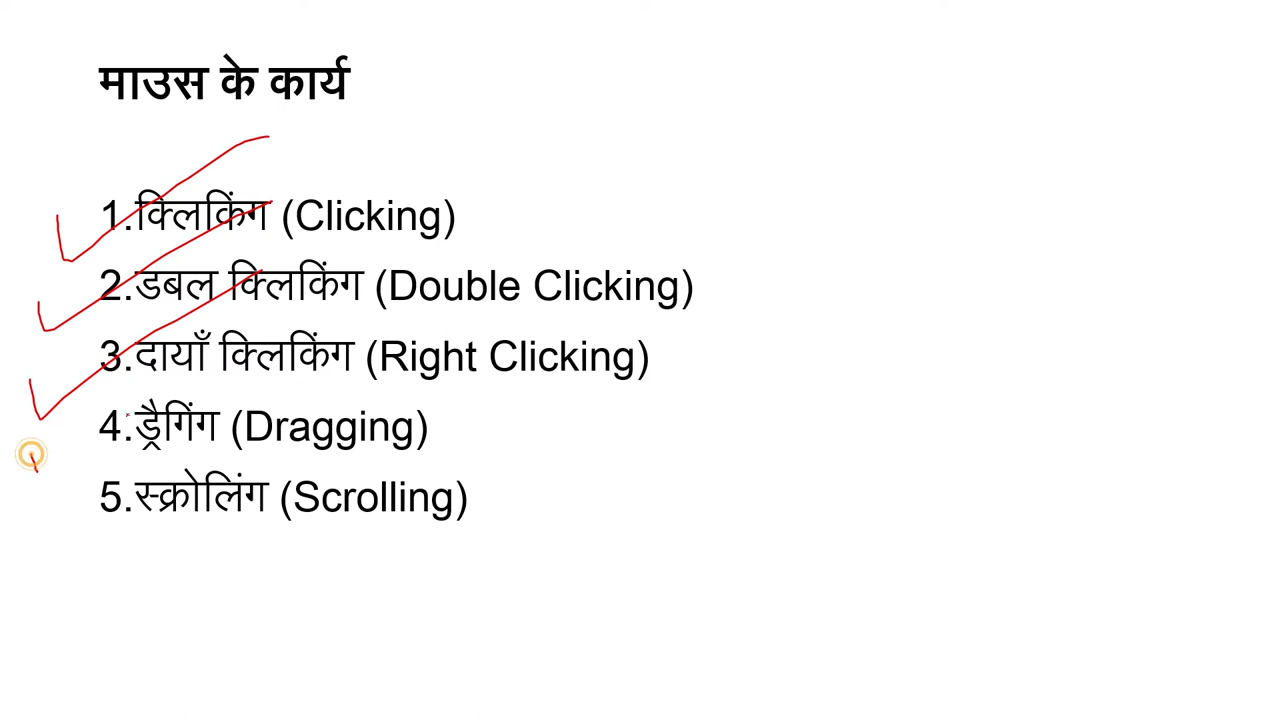 माउस के कार्य
1.क्लिकिंग (Clicking)
2.डबल क्लिकिंग (Double Clicking)
3.दायाँ क्लिकिंग (Right Clicking)
4.ड्रैगिंग (Dragging)
5.स्क्रोलिंग (Scrolling)